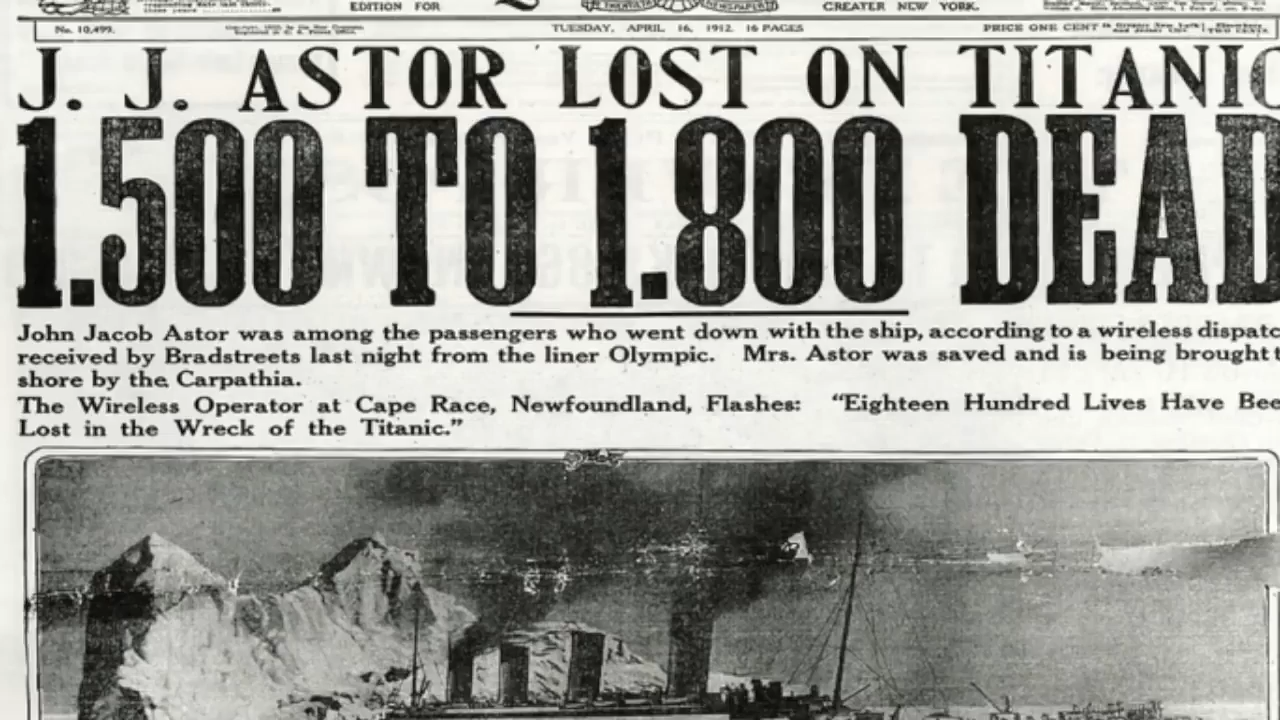 EDITION FOR
GREATER NEW YORK.
No. 10,499.
TUESDAY, APRIL 16, 1912. 16 PAGES
PRICE ONE CENT
J. J. ASTOR LOST ON TITANIC
1.500 TO 1.800 DEAD
John Jacob Astor was among the passengers who went down with the ship, according to a wireless dispatc
received by Bradstreets last night from the liner Olympic. Mrs. Astor was saved and is being brought t
shore by the Carpathia.
The Wireless Operator at Cape Race, Newfoundland, Flashes: “Eighteen Hundred Lives Have Bee
Lost in the Wreck of the Titanic.”